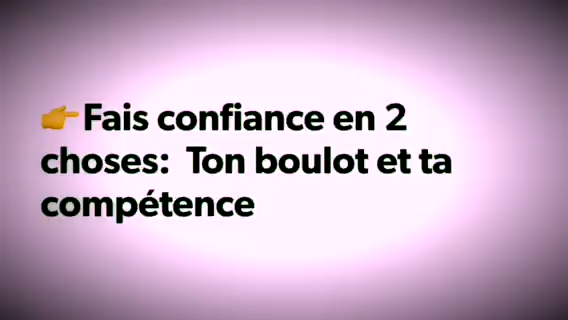 👉Fais confiance en 2
choses:  Ton boulot et ta
compétence